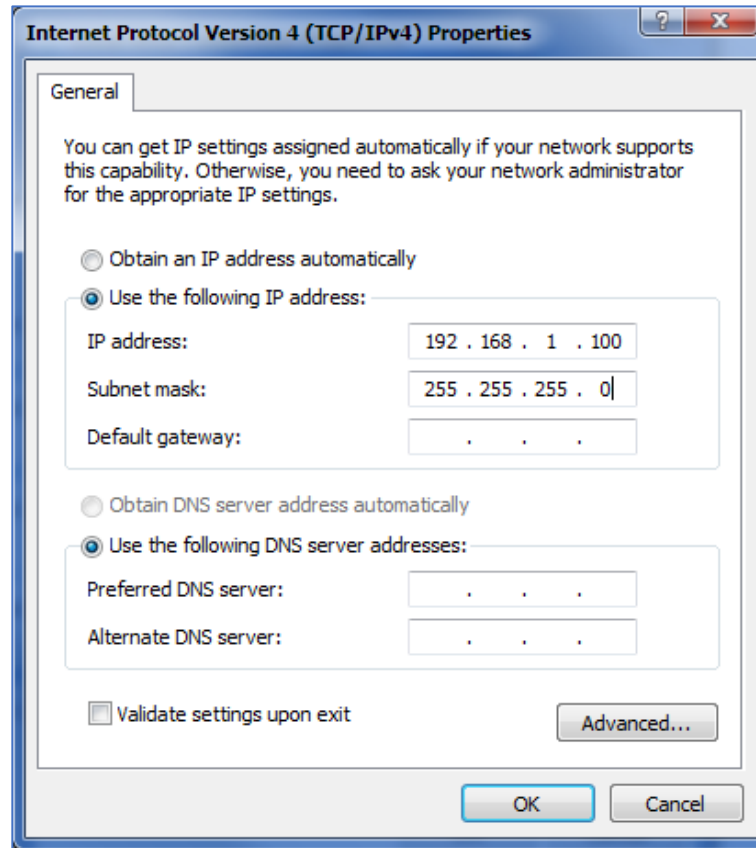 Internet Protocol Version 4 (TCP/IPv4) Properties
?
General
You can get IP settings assigned automatically if your network supports
this capability. Otherwise, you need to ask your network administrator
for the appropriate IP settings.
Obtain an IP address automatically
Use the following IP address:
IP address: 192 . 168 . 1 . 100
Subnet mask: 255 . 255 . 255 . 0
Default gateway: . . .
Obtain DNS server address automatically
Use the following DNS server addresses:
Preferred DNS server: . . .
Alternate DNS server: . . .
Validate settings upon exit
Advanced...
OK Cancel